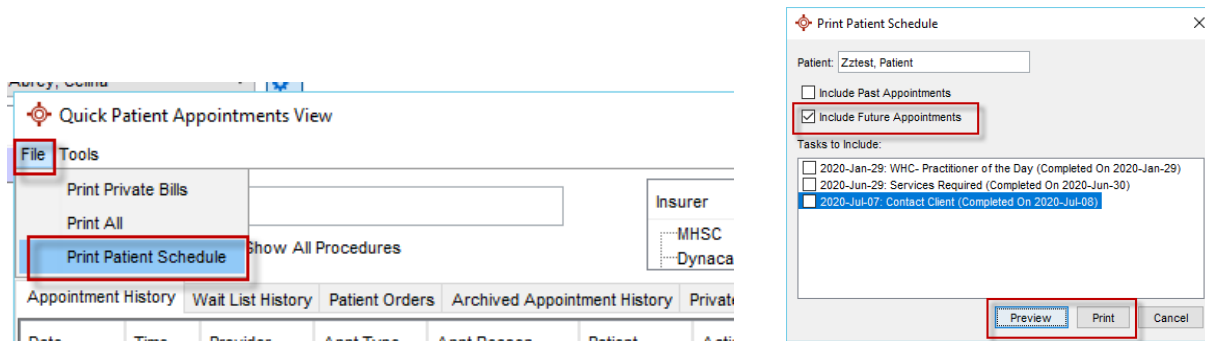 Quick Patient Appointments View
File Tools
Print Private Bills
Print All
Print Patient Schedule
Show All Procedures
Insurer
MHSC
Dynaca
Appointment History Wait List History Patient Orders Archived Appointment History Private
Date Time Provider Appt Type Appt Reason Patient
Print Patient Schedule
Patient: Zztest, Patient
Include Past Appointments
Include Future Appointments
Tasks to Include:
2020-Jan-29: WHC- Practitioner of the Day (Completed On 2020-Jan-29)
2020-Jun-29: Services Required (Completed On 2020-Jun-30)
2020-Jul-07: Contact Client (Completed On 2020-Jul-08)
Preview Print Cancel